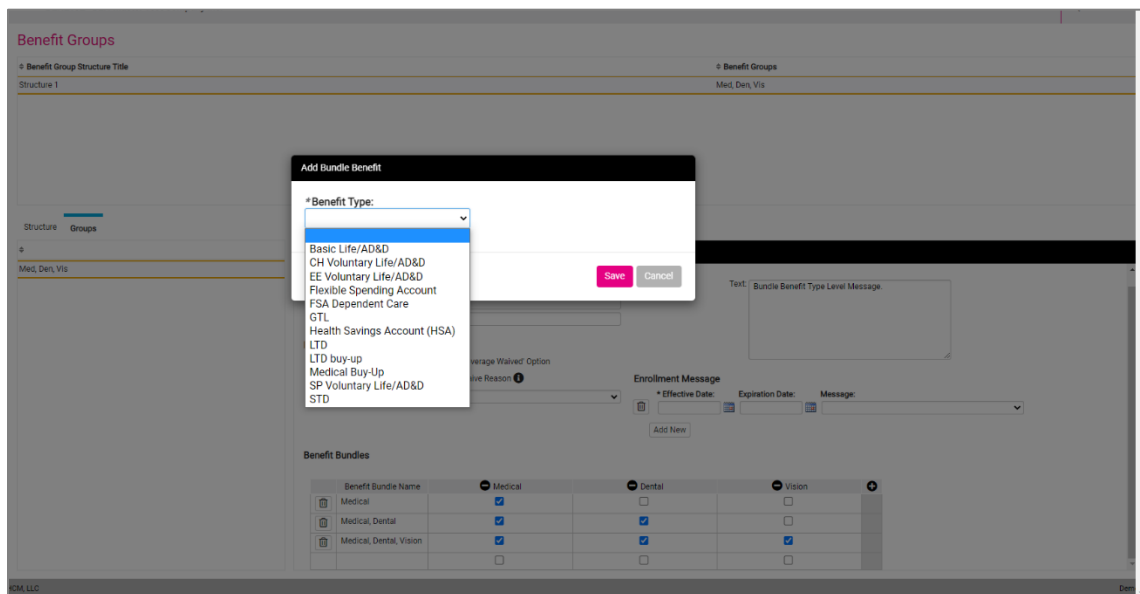 Benefit Groups
Benefit Group Structure Title Benefit Groups
Structure 1 Med, Den, Vis
Add Bundle Benefit
*Benefit Type:
Basic Life/AD&D
CH Voluntary Life/AD&D
EE Voluntary Life/AD&D
Flexible Spending Account
FSA Dependent Care
GTL
Health Savings Account (HSA)
LTD
LTD buy-up
Medical Buy-Up
SP Voluntary Life/AD&D
STD
Save Cancel
Structure Groups
Med, Den, Vis
Text: Bundle Benefit Type Level Message.
verage Waived' Option
ive Reason
Enrollment Message
* Effective Date: Expiration Date: Message:
Add New
Benefit Bundles
Benefit Bundle Name Medical Dental Vision
Medical
Medical, Dental
Medical, Dental, Vision
HCM, LLC Dem